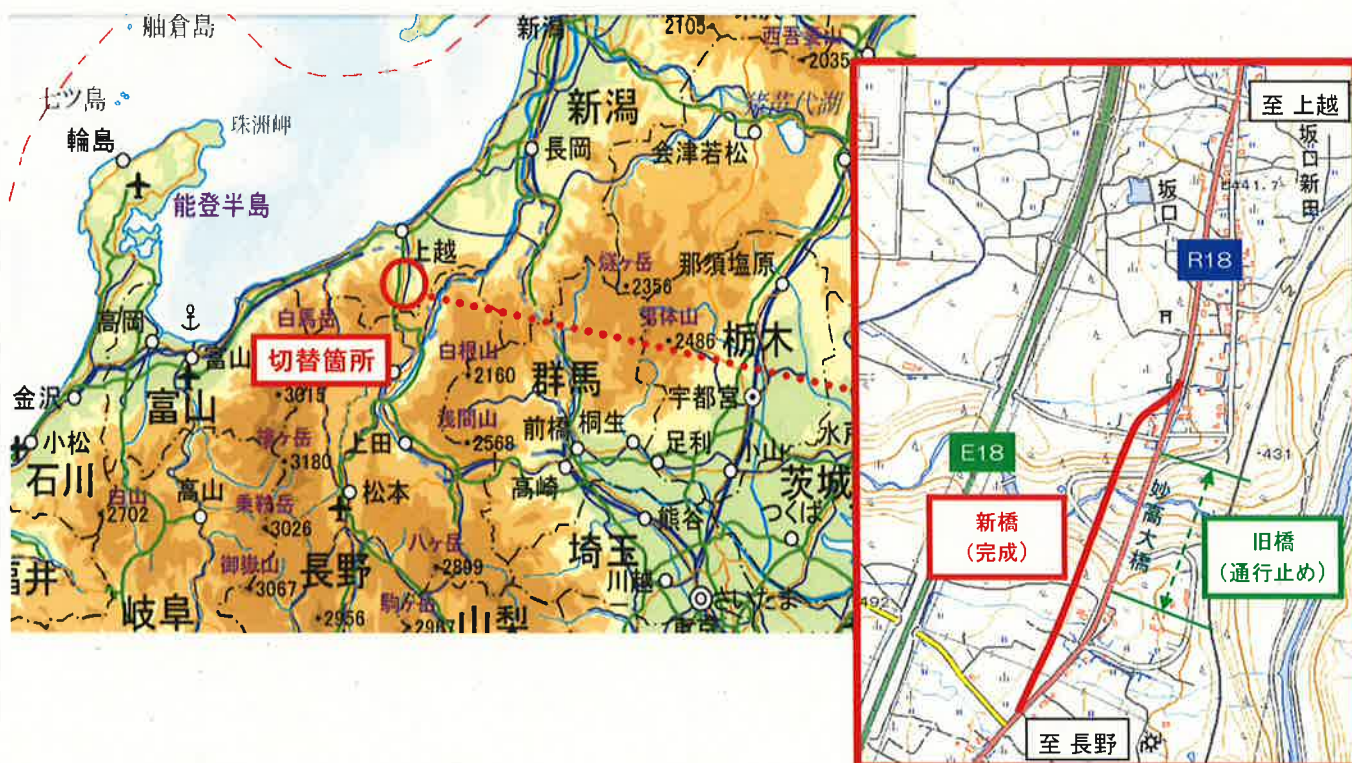 舳倉島
七ツ島
輪島
珠洲岬
能登半島
新潟
新潟
長岡
2105
西吾妻山
2035
猪苗代湖
会津若松
上越
燧ヶ岳
2356
那須塩原
高岡
白馬岳
富山
切替箇所
3015
白根山
2160
2486
栃木
群馬
宇都宮
金沢
富山
浅間山
2568
前橋
桐生
足利
小山
水戸
小松
石川
槍ヶ岳
3180
上田
高崎
茨城
白山
2702
高山
乗鞍岳
3026
松本
熊谷
つくば
御嶽山
3067
長野
八ヶ岳
2899
埼玉
川越
福井
岐阜
2956
駒ヶ岳
2967
山梨
さいたま
東京
至 上越
坂口新田
坂口
441.7
R18
E18
431
新橋
(完成)
妙高大橋
旧橋
(通行止め)
492
至 長野